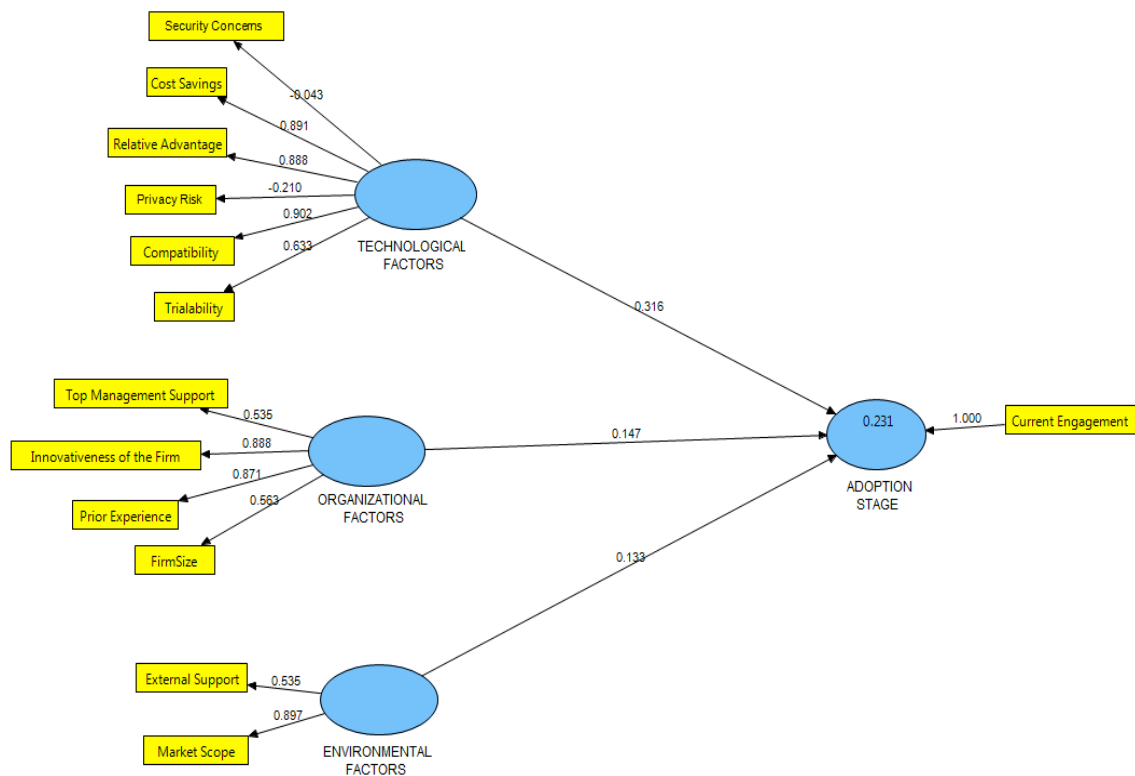 Security Concerns
-0.043
Cost Savings
0.891
Relative Advantage
0.888
-0.210
Privacy Risk
0.902
Compatibility
0.633
Trialability
TECHNOLOGICAL
FACTORS
0.316
Top Management Support
0.535
Innovativeness of the Firm
0.888
0.871
Prior Experience
0.563
FirmSize
ORGANIZATIONAL
FACTORS
0.147
0.231
1.000
Current Engagement
ADOPTION
STAGE
0.133
External Support
0.535
0.897
Market Scope
ENVIRONMENTAL
FACTORS